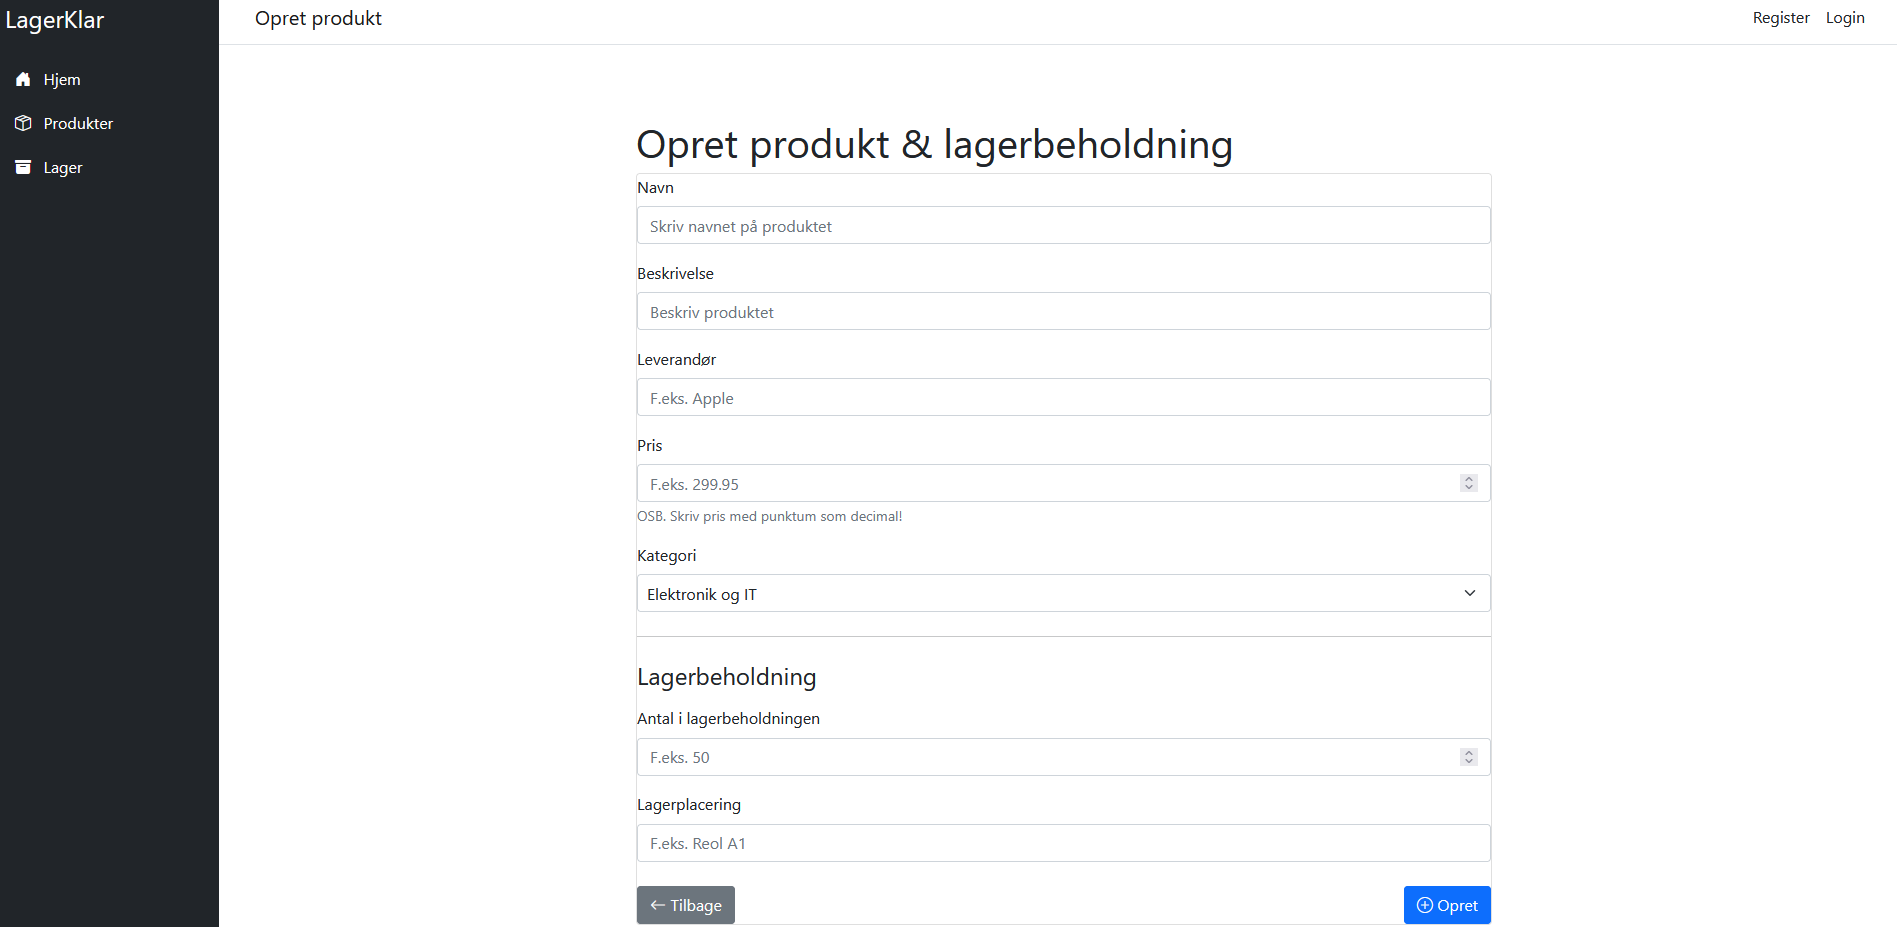 LagerKlar
Opret produkt
Register
Login
Hjem
Produkter
Lager
Opret produkt & lagerbeholdning
Navn
Skriv navnet på produktet
Beskrivelse
Beskriv produktet
Leverandør
F.eks. Apple
Pris
F.eks. 299.95
OSB. Skriv pris med punktum som decimal!
Kategori
Elektronik og IT
Lagerbeholdning
Antal i lagerbeholdningen
F.eks. 50
Lagerplacering
F.eks. Reol A1
Tilbage
Opret